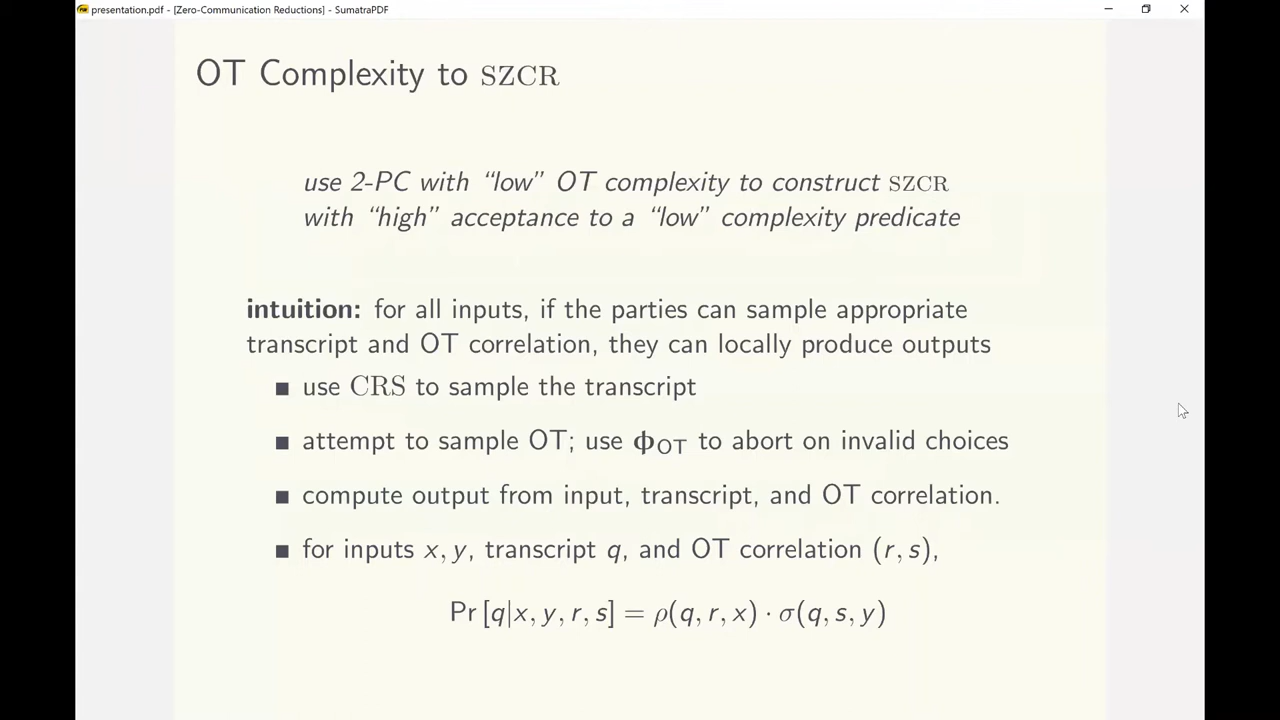 presentation.pdf - [Zero-Communication Reductions] - SumatraPDF
OT Complexity to SZCR
use 2-PC with “low” OT complexity to construct SZCR
with “high” acceptance to a “low” complexity predicate
intuition: for all inputs, if the parties can sample appropriate
transcript and OT correlation, they can locally produce outputs
■ use CRS to sample the transcript
■ attempt to sample OT; use ϕ_OT to abort on invalid choices
■ compute output from input, transcript, and OT correlation.
■ for inputs x, y, transcript q, and OT correlation (r, s),
Pr [q|x, y, r, s] = ρ(q, r, x) · σ(q, s, y)